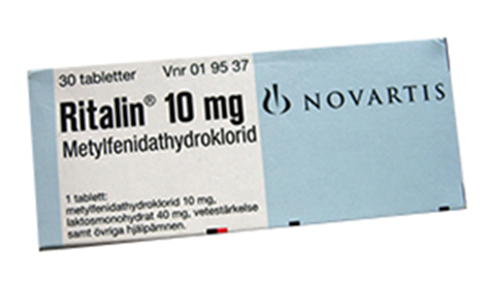 30 tabletter Vnr 01 95 37
Ritalin® 10 mg
NOVARTIS
Metylfenidathydroklorid
1 tablett:
metylfenidathydroklorid 10 mg,
laktosmonohydrat 40 mg, vetestärkelse
samt övriga hjälpämnen.